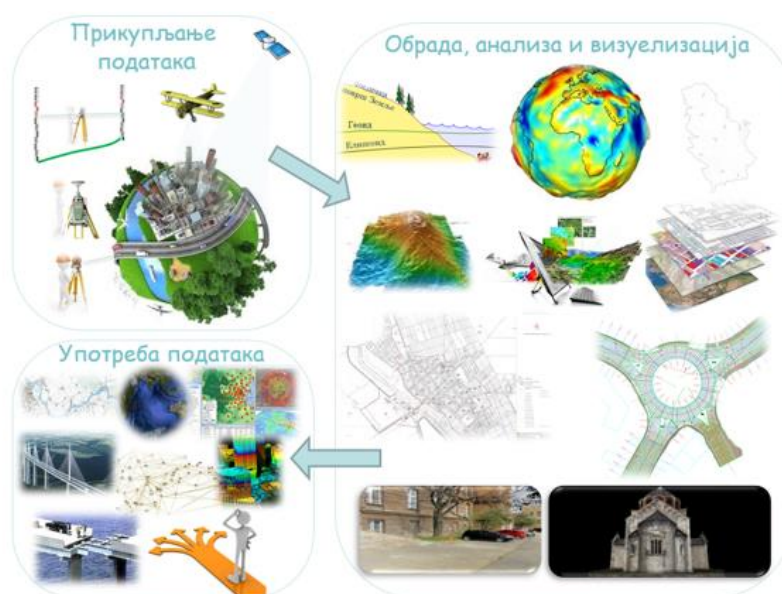 Прикупљање
података
Обрада, анализа и визуелизација
Геоид
Елипсоид
Употреба података